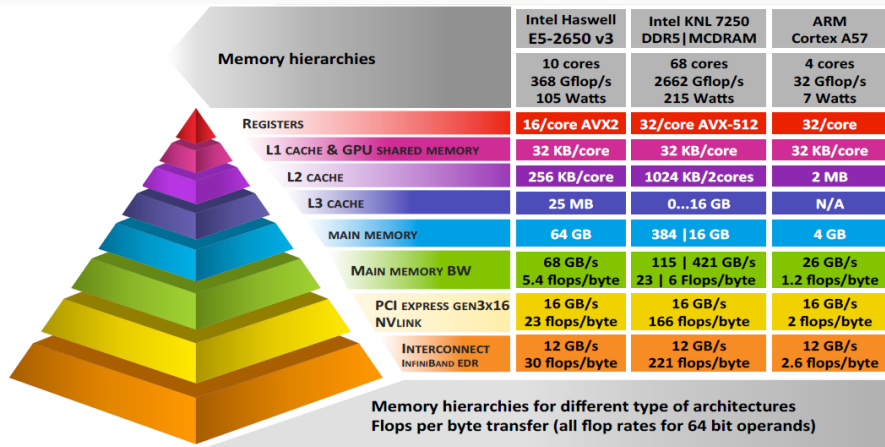 Memory hierarchies
Intel Haswell
E5-2650 v3
Intel KNL 7250
DDR5|MCDRAM
ARM
Cortex A57
10 cores
368 Gflop/s
105 Watts
68 cores
2662 Gflop/s
215 Watts
4 cores
32 Gflop/s
7 Watts
REGISTERS
16/core AVX2
32/core AVX-512
32/core
L1 CACHE & GPU SHARED MEMORY
32 KB/core
32 KB/core
32 KB/core
L2 CACHE
256 KB/core
1024 KB/2cores
2 MB
L3 CACHE
25 MB
0...16 GB
N/A
MAIN MEMORY
64 GB
384 |16 GB
4 GB
MAIN MEMORY BW
68 GB/s
5.4 flops/byte
115 | 421 GB/s
23 | 6 Flops/byte
26 GB/s
1.2 flops/byte
PCI EXPRESS GEN3X16
NVLINK
16 GB/s
23 flops/byte
16 GB/s
166 flops/byte
16 GB/s
2 flops/byte
INTERCONNECT
INFINIBAND EDR
12 GB/s
30 flops/byte
12 GB/s
221 flops/byte
12 GB/s
2.6 flops/byte
Memory hierarchies for different type of architectures
Flops per byte transfer (all flop rates for 64 bit operands)